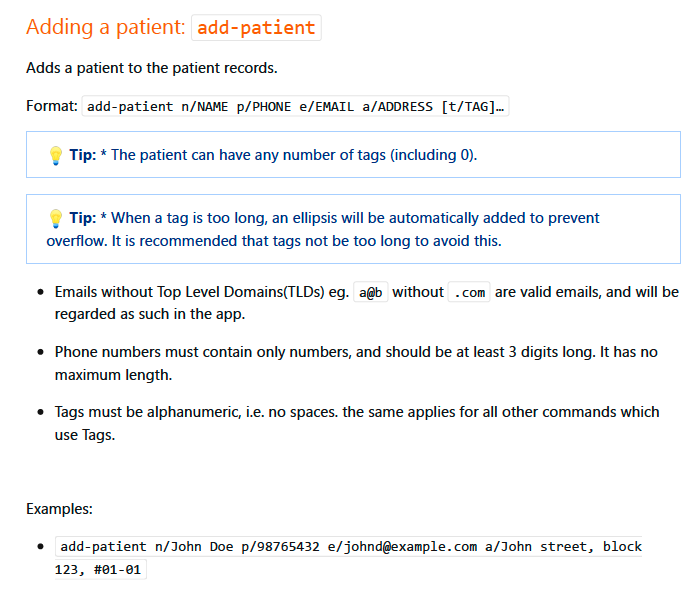 Adding a patient: add-patient
Adds a patient to the patient records.
Format: add-patient n/NAME p/PHONE e/EMAIL a/ADDRESS [t/TAG]…
Tip: * The patient can have any number of tags (including 0).
Tip: * When a tag is too long, an ellipsis will be automatically added to prevent
overflow. It is recommended that tags not be too long to avoid this.
• Emails without Top Level Domains(TLDs) eg. a@b without .com are valid emails, and will be
regarded as such in the app.
• Phone numbers must contain only numbers, and should be at least 3 digits long. It has no
maximum length.
• Tags must be alphanumeric, i.e. no spaces. the same applies for all other commands which
use Tags.
Examples:
• add-patient n/John Doe p/98765432 e/johnd@example.com a/John street, block
123, #01-01